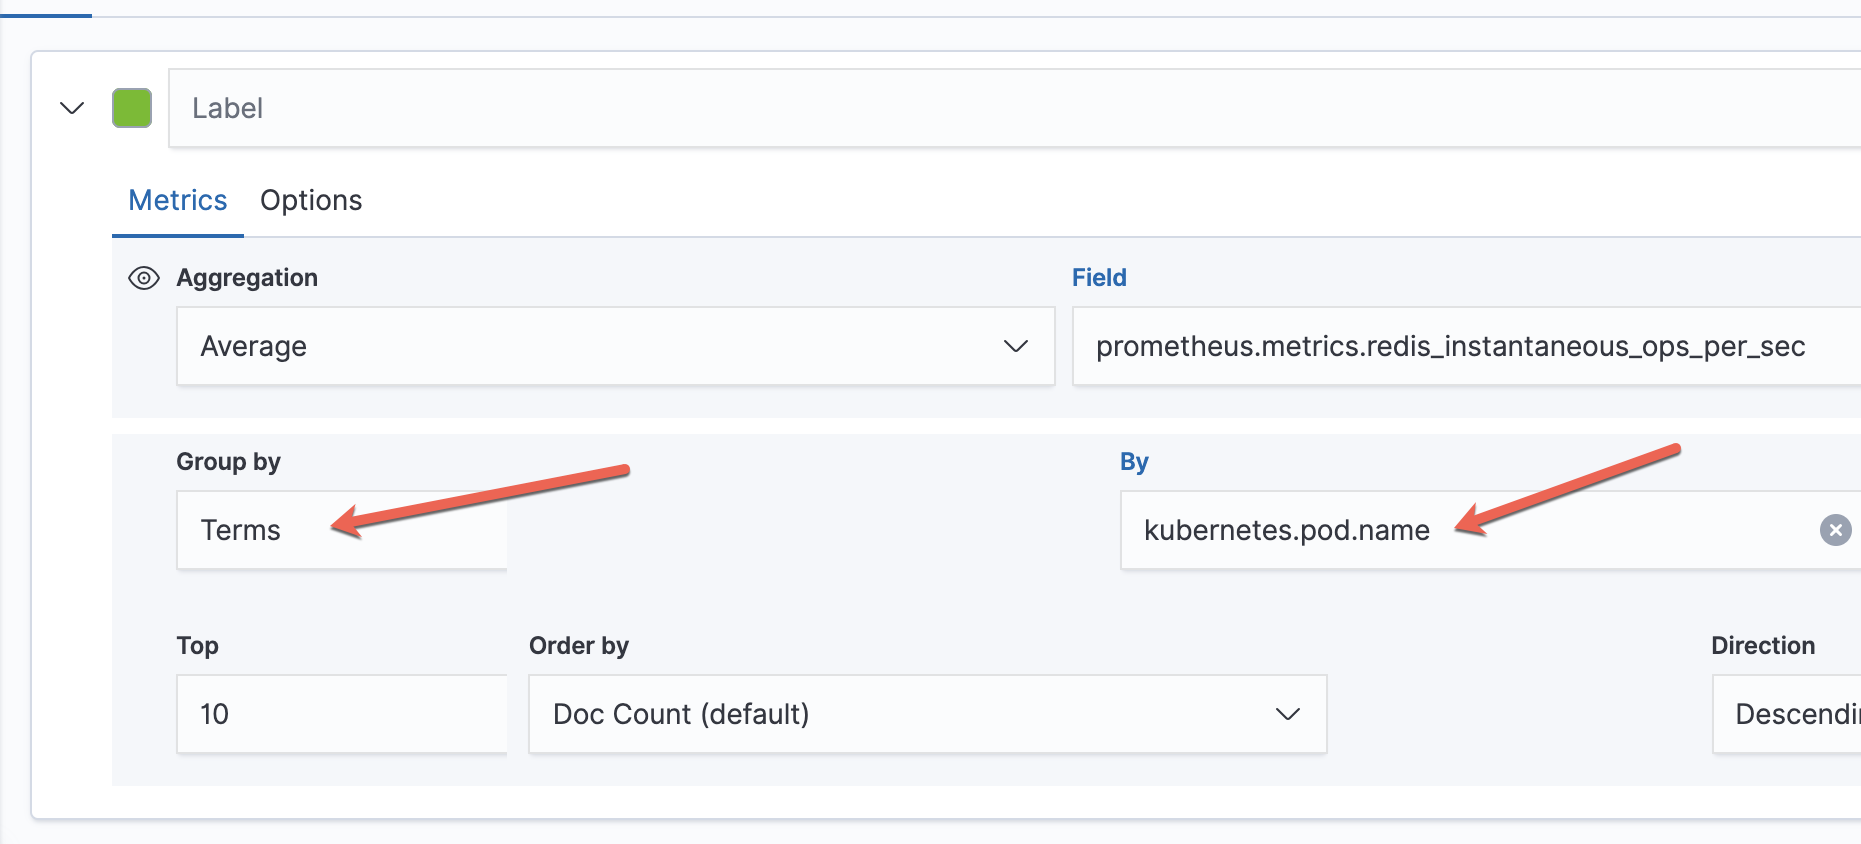 Label
Metrics Options
Aggregation Field
Average prometheus.metrics.redis_instantaneous_ops_per_sec
Group by By
Terms kubernetes.pod.name
Top Order by Direction
10 Doc Count (default)